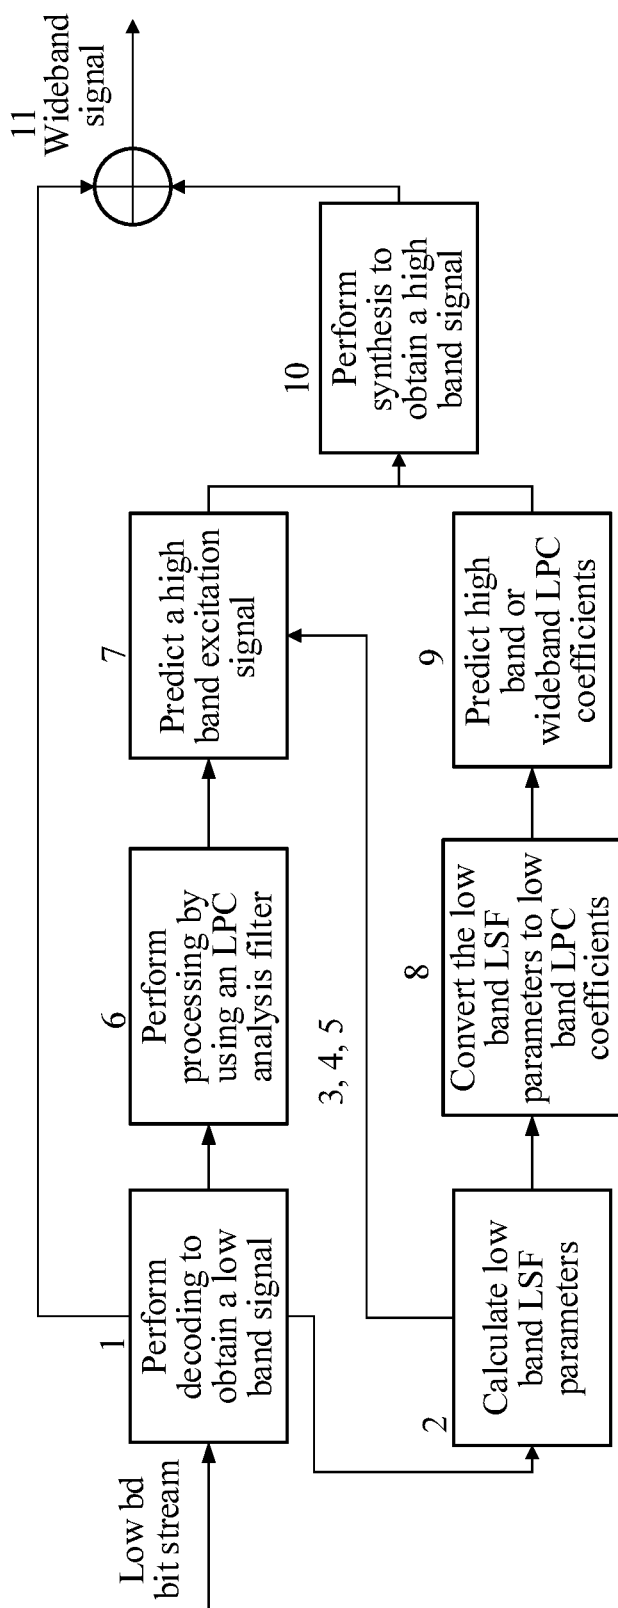 Low bd
bit stream
1
Perform
decoding to
obtain a low
band signal
2
Calculate low
band LSF
parameters
3, 4, 5
6
Perform
processing by
using an LPC
analysis filter
7
Predict a high
band excitation
signal
8
Convert the low
band LSF
parameters to low
band LPC
coefficients
9
Predict high
band or
wideband LPC
coefficients
10
Perform
synthesis to
obtain a high
band signal
11
Wideband
signal